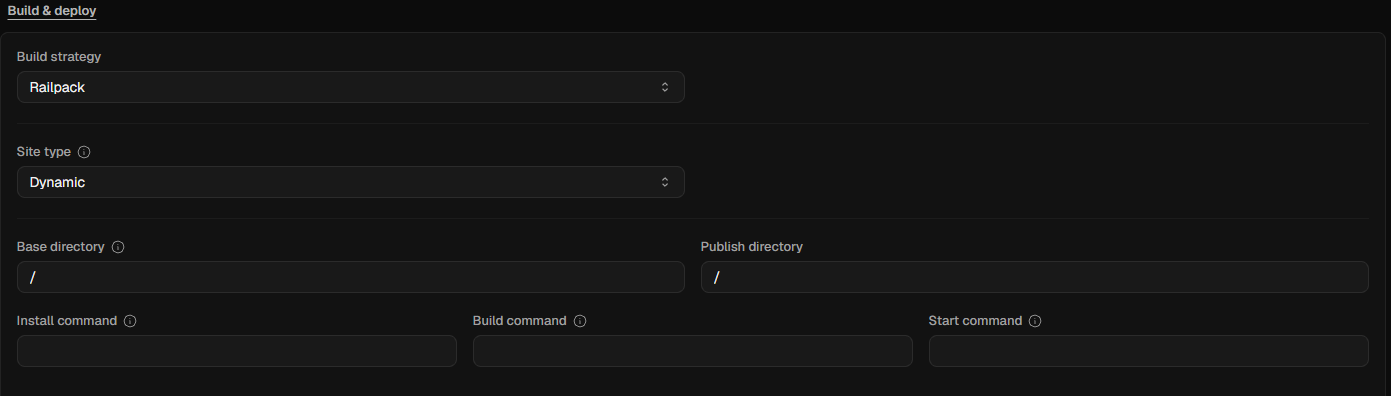 Build & deploy
Build strategy
Railpack
Site type
Dynamic
Base directory
Publish directory
/
/
Install command
Build command
Start command